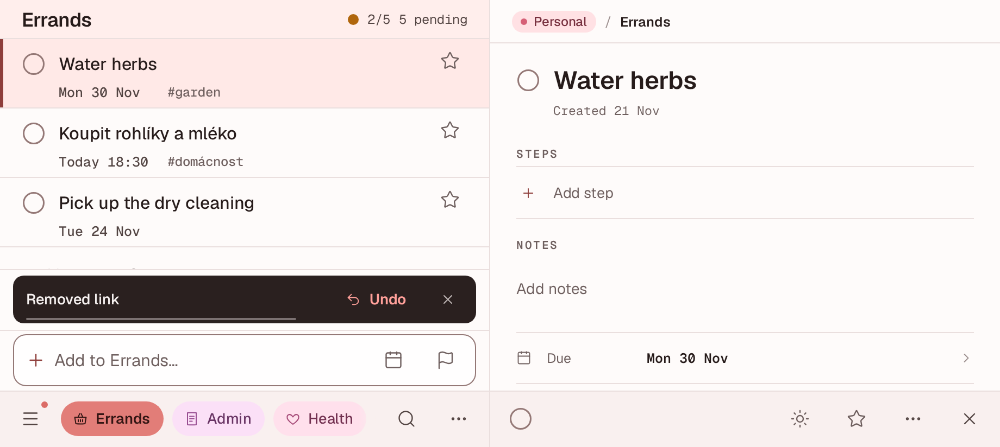 Errands
2/5 5 pending
Water herbs
Mon 30 Nov #garden
Koupit rohlíky a mléko
Today 18:30 #domácnost
Pick up the dry cleaning
Tue 24 Nov
Removed link
Undo
Add to Errands…
Errands
Admin
Health
Personal / Errands
Water herbs
Created 21 Nov
STEPS
Add step
NOTES
Add notes
Due Mon 30 Nov